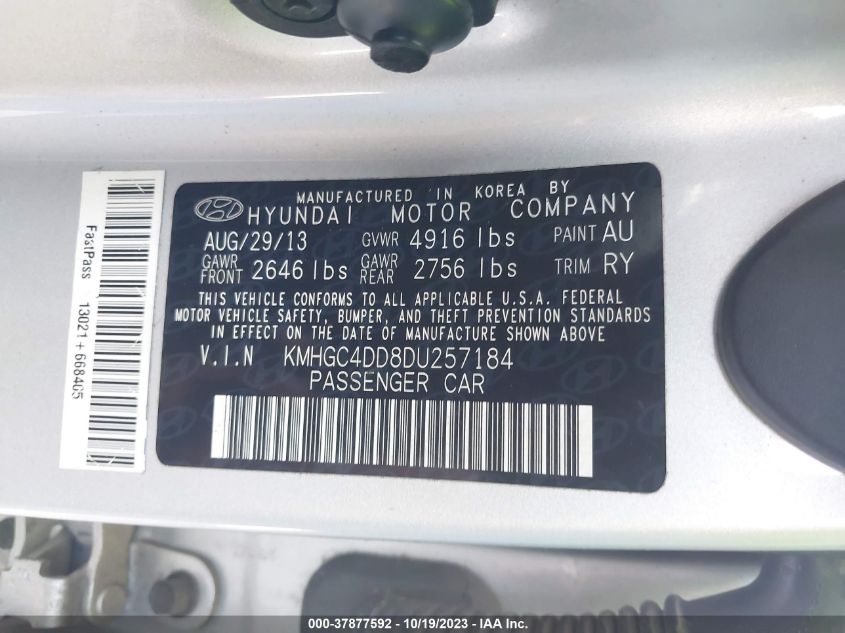 MANUFACTURED IN KOREA BY
HYUNDAI MOTOR COMPANY
AUG/29/13 GVWR 4916 lbs PAINT AU
GAWR FRONT 2646 lbs GAWR REAR 2756 lbs TRIM RY
THIS VEHICLE CONFORMS TO ALL APPLICABLE U.S.A. FEDERAL
MOTOR VEHICLE SAFETY, BUMPER, AND THEFT PREVENTION STANDARDS
IN EFFECT ON THE DATE OF MANUFACTURE SHOWN ABOVE
V.I.N KMHGC4DD8DU257184
PASSENGER CAR
FastPass 13021+668405
000-37877592 - 10/19/2023 - IAA Inc.